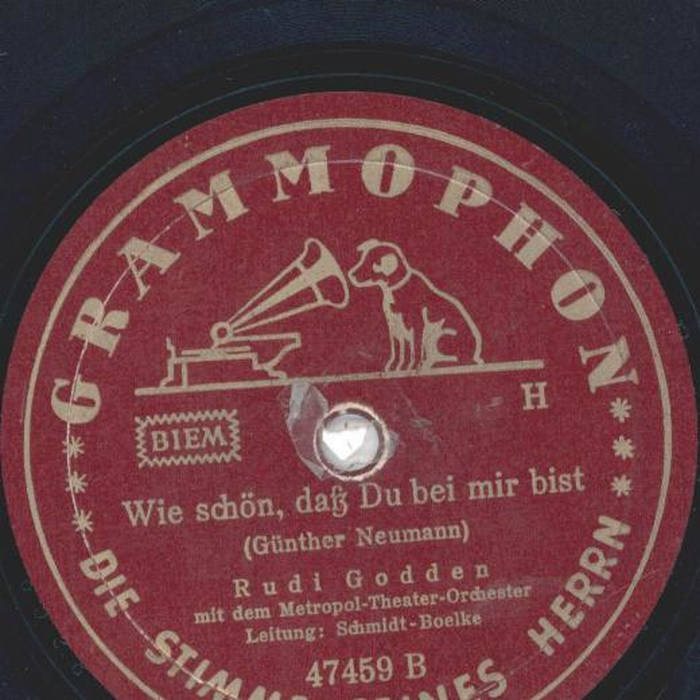 GRAMMOPHON
H
BIEM
Wie schön, daß Du bei mir bist
(Günther Neumann)
Rudi Godden
mit dem Metropol-Theater-Orchester
Leitung: Schmidt-Boelke
47459 B
DIE STIMME SEINES HERRN